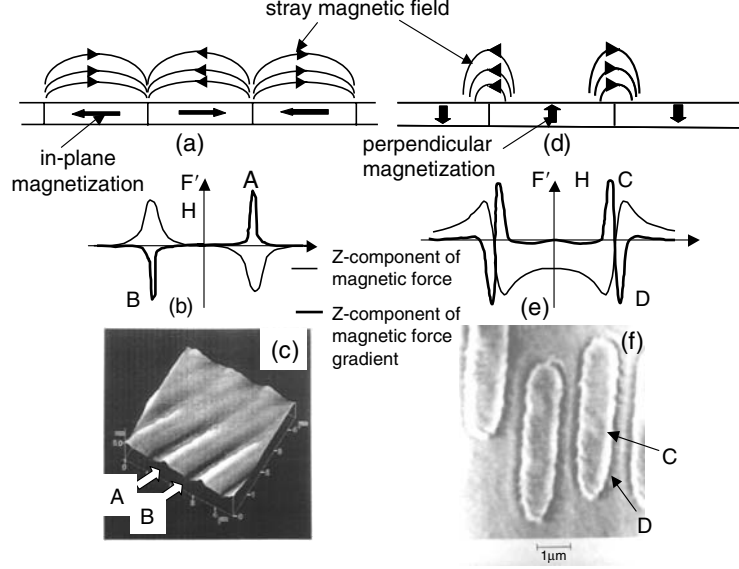 stray magnetic field
(a)
(d)
in-plane
magnetization
perpendicular
magnetization
F′
H
A
B
(b)
F′
H
C
D
(e)
Z-component of
magnetic force
Z-component of
magnetic force
gradient
(c)
A
B
(f)
C
D
1μm